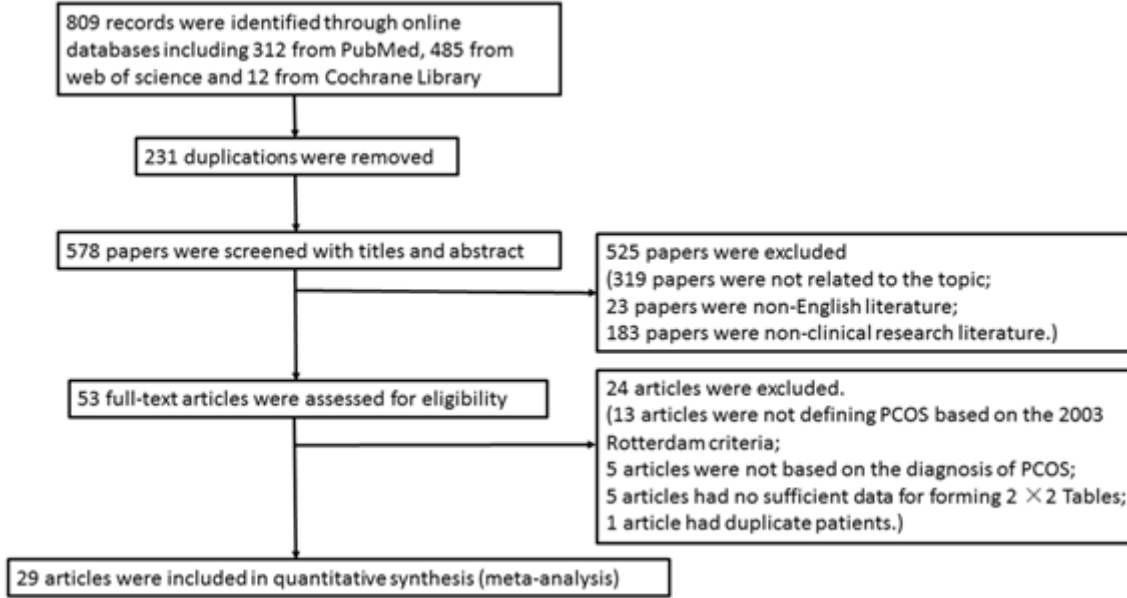 809 records were identified through online
databases including 312 from PubMed, 485 from
web of science and 12 from Cochrane Library
231 duplications were removed
578 papers were screened with titles and abstract
525 papers were excluded
(319 papers were not related to the topic;
23 papers were non-English literature;
183 papers were non-clinical research literature.)
53 full-text articles were assessed for eligibility
24 articles were excluded.
(13 articles were not defining PCOS based on the 2003
Rotterdam criteria;
5 articles were not based on the diagnosis of PCOS;
5 articles had no sufficient data for forming 2 ×2 Tables;
1 article had duplicate patients.)
29 articles were included in quantitative synthesis (meta-analysis)